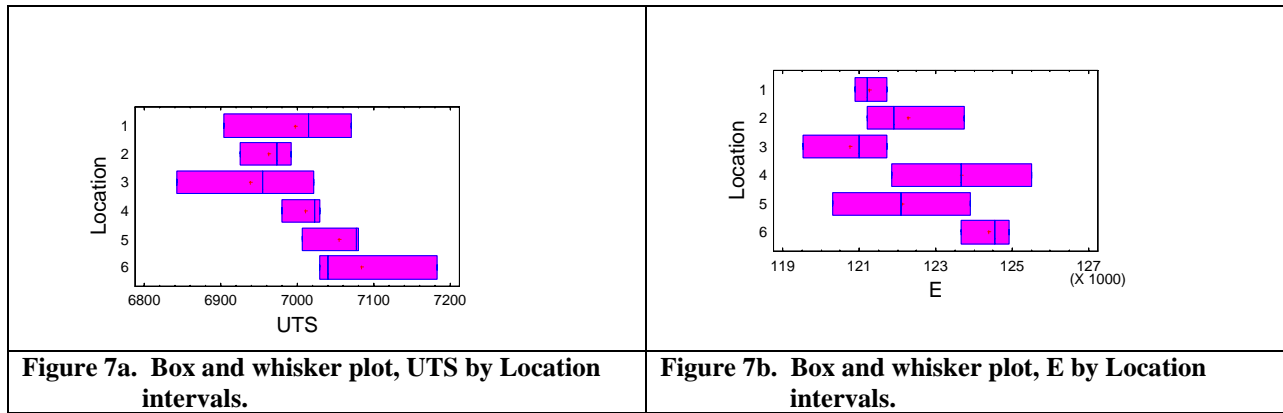 Location
1
2
3
4
5
6
6800 6900 7000 7100 7200
UTS
Figure 7a. Box and whisker plot, UTS by Location
intervals.
Location
1
2
3
4
5
6
119 121 123 125 127
(X 1000)
E
Figure 7b. Box and whisker plot, E by Location
intervals.